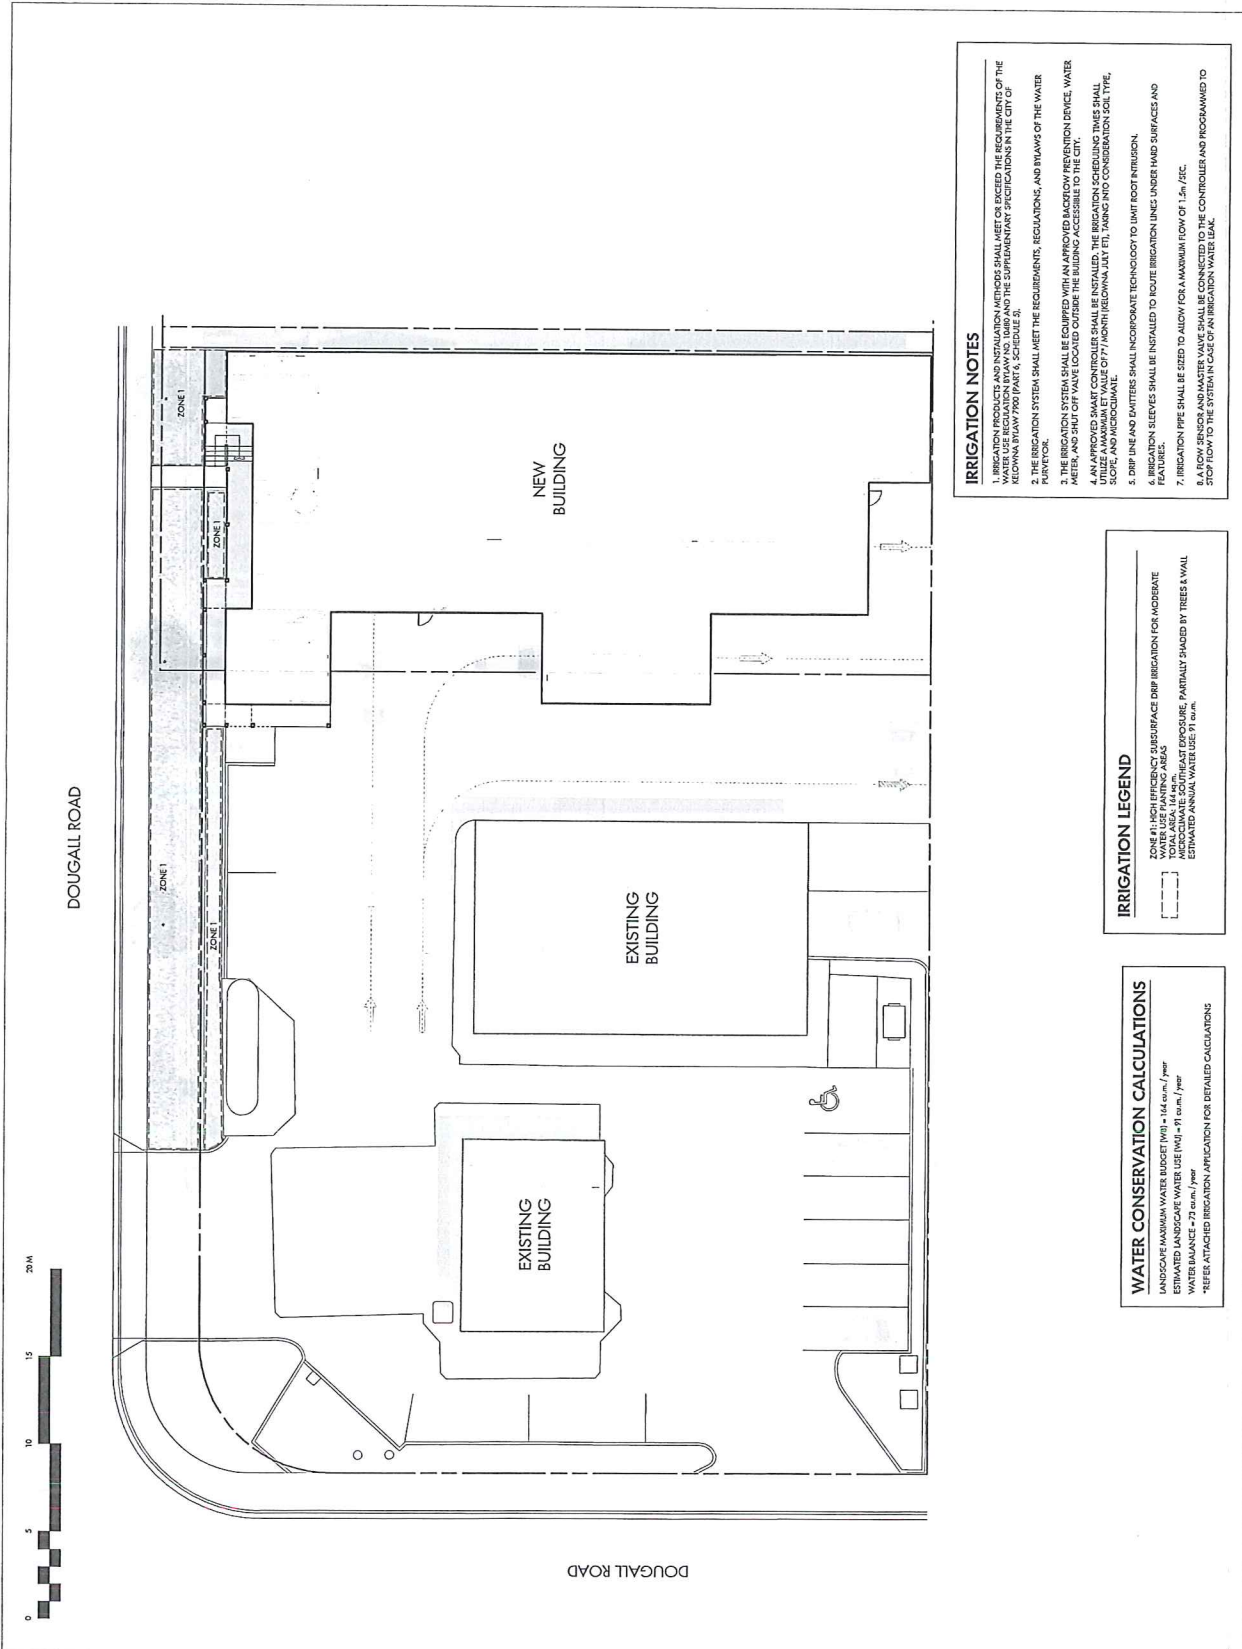 DOUGALL ROAD
0 5 10 15 20 M
ZONE 1
ZONE 1
ZONE 1
ZONE 1
NEW
BUILDING
EXISTING
BUILDING
EXISTING
BUILDING
DOUGALL ROAD
WATER CONSERVATION CALCULATIONS
LANDSCAPE MAXIMUM WATER BUDGET (WB) = 164 cu.m. / year
ESTIMATED LANDSCAPE WATER USE (WU) = 91 cu.m. / year
WATER BALANCE = 73 cu.m. / year
*REFER ATTACHED IRRIGATION APPLICATION FOR DETAILED CALCULATIONS
IRRIGATION LEGEND
ZONE #1: HIGH EFFICIENCY SUBSURFACE DRIP IRRIGATION FOR MODERATE
WATER USE PLANTING AREAS
TOTAL AREA: 164 sq.m.
MICROCLIMATE: SOUTHEAST EXPOSURE, PARTIALLY SHADED BY TREES & WALL
ESTIMATED ANNUAL WATER USE: 91 cu.m.
IRRIGATION NOTES
1. IRRIGATION PRODUCTS AND INSTALLATION METHODS SHALL MEET OR EXCEED THE REQUIREMENTS OF THE
WATER USE REGULATION BYLAW NO. 10480 AND THE SUPPLEMENTARY SPECIFICATIONS IN THE CITY OF
KELOWNA BYLAW 7900 (PART 6, SCHEDULE 5).
2. THE IRRIGATION SYSTEM SHALL MEET THE REQUIREMENTS, REGULATIONS, AND BYLAWS OF THE WATER
PURVEYOR.
3. THE IRRIGATION SYSTEM SHALL BE EQUIPPED WITH AN APPROVED BACKFLOW PREVENTION DEVICE, WATER
METER, AND SHUT OFF VALVE LOCATED OUTSIDE THE BUILDING ACCESSIBLE TO THE CITY.
4. AN APPROVED SMART CONTROLLER SHALL BE INSTALLED. THE IRRIGATION SCHEDULING TIMES SHALL
UTILIZE A MAXIMUM ET VALUE OF 7" / MONTH (KELOWNA JULY ET), TAKING INTO CONSIDERATION SOIL TYPE,
SLOPE, AND MICROCLIMATE.
5. DRIP LINE AND EMITTERS SHALL INCORPORATE TECHNOLOGY TO LIMIT ROOT INTRUSION.
6. IRRIGATION SLEEVES SHALL BE INSTALLED TO ROUTE IRRIGATION LINES UNDER HARD SURFACES AND
FEATURES.
7. IRRIGATION PIPE SHALL BE SIZED TO ALLOW FOR A MAXIMUM FLOW OF 1.5m /SEC.
8. A FLOW SENSOR AND MASTER VALVE SHALL BE CONNECTED TO THE CONTROLLER AND PROGRAMMED TO
STOP FLOW TO THE SYSTEM IN CASE OF AN IRRIGATION WATER LEAK.